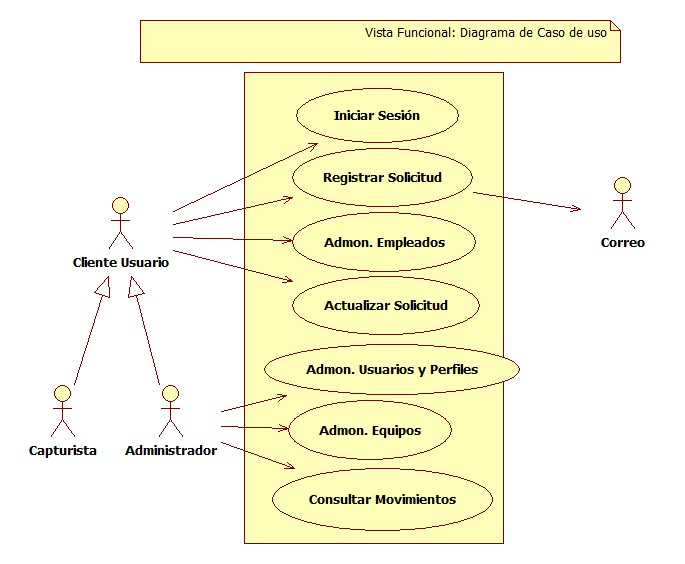 Vista Funcional: Diagrama de Caso de uso
Iniciar Sesión
Registrar Solicitud
Cliente Usuario
Admon. Empleados
Correo
Actualizar Solicitud
Admon. Usuarios y Perfiles
Capturista
Administrador
Admon. Equipos
Consultar Movimientos